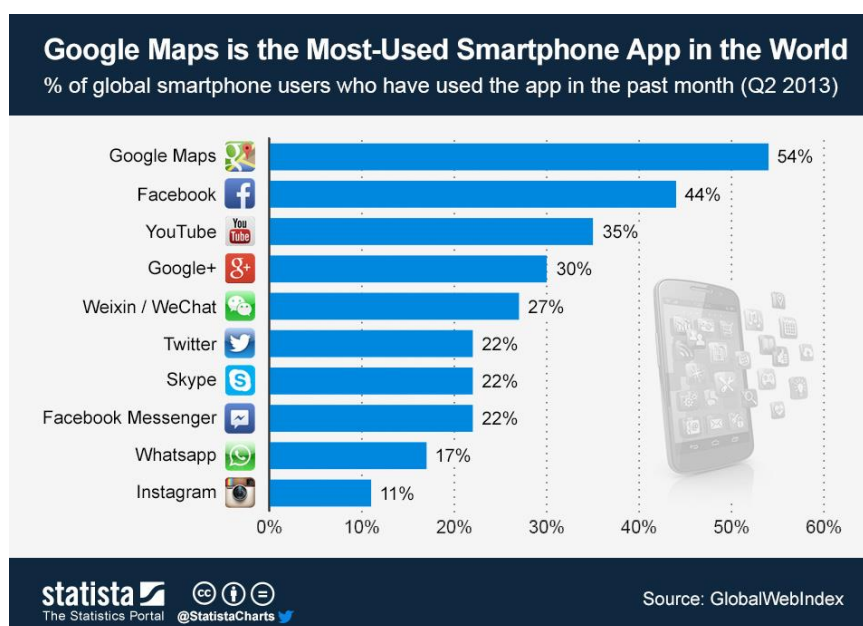 Google Maps is the Most-Used Smartphone App in the World
% of global smartphone users who have used the app in the past month (Q2 2013)
Google Maps 54%
Facebook 44%
YouTube 35%
Google+ 30%
Weixin / WeChat 27%
Twitter 22%
Skype 22%
Facebook Messenger 22%
Whatsapp 17%
Instagram 11%
0% 10% 20% 30% 40% 50% 60%
statista
The Statistics Portal
@StatistaCharts
Source: GlobalWebIndex